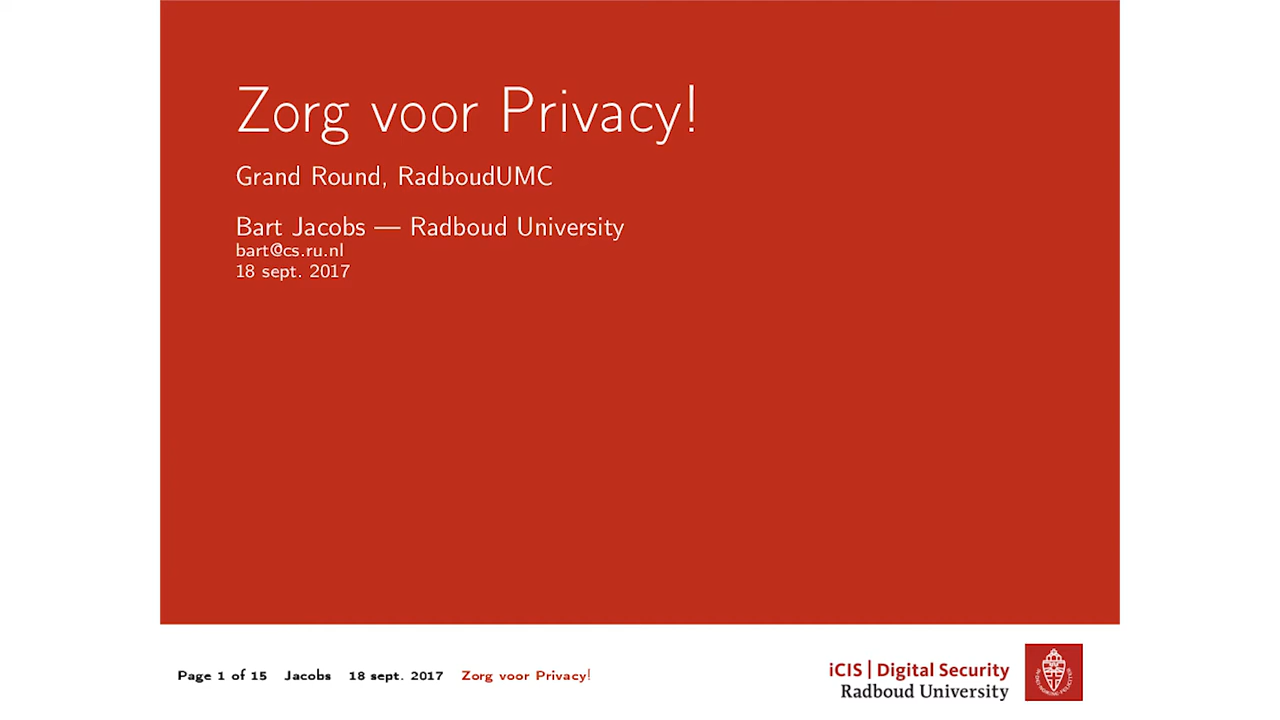 Zorg voor Privacy!
Grand Round, RadboudUMC
Bart Jacobs — Radboud University
bart@cs.ru.nl
18 sept. 2017
Page 1 of 15 Jacobs 18 sept. 2017 Zorg voor Privacy!
iCIS | Digital Security
Radboud University